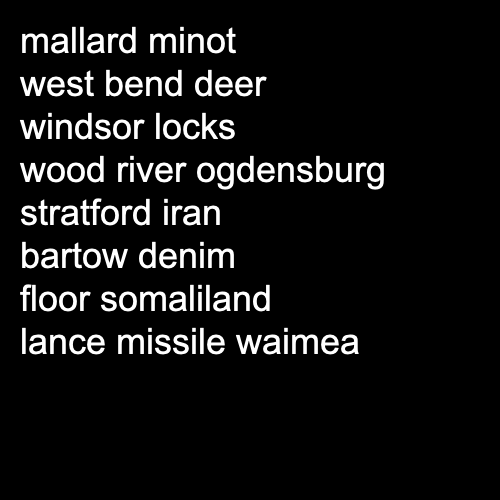 mallard minot
west bend deer
windsor locks
wood river ogdensburg
stratford iran
bartow denim
floor somaliland
lance missile waimea